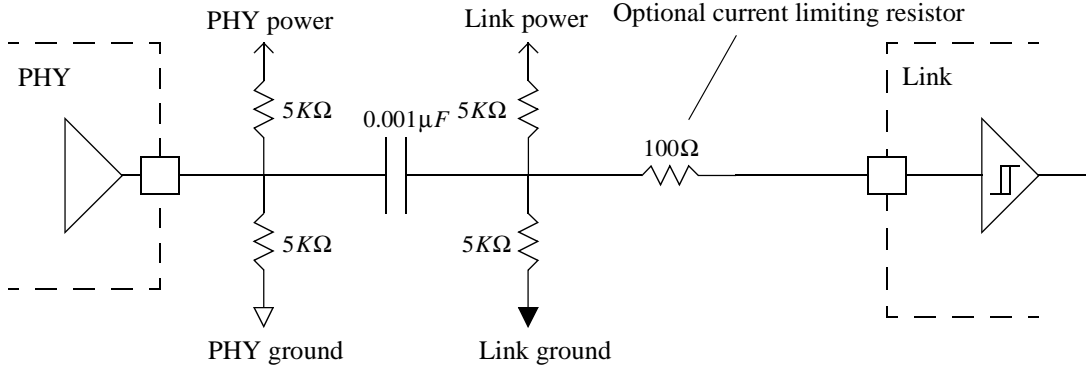 Optional current limiting resistor
PHY power
Link power
PHY
Link
5KΩ
0.001μF
5KΩ
100Ω
5KΩ
5KΩ
PHY ground
Link ground